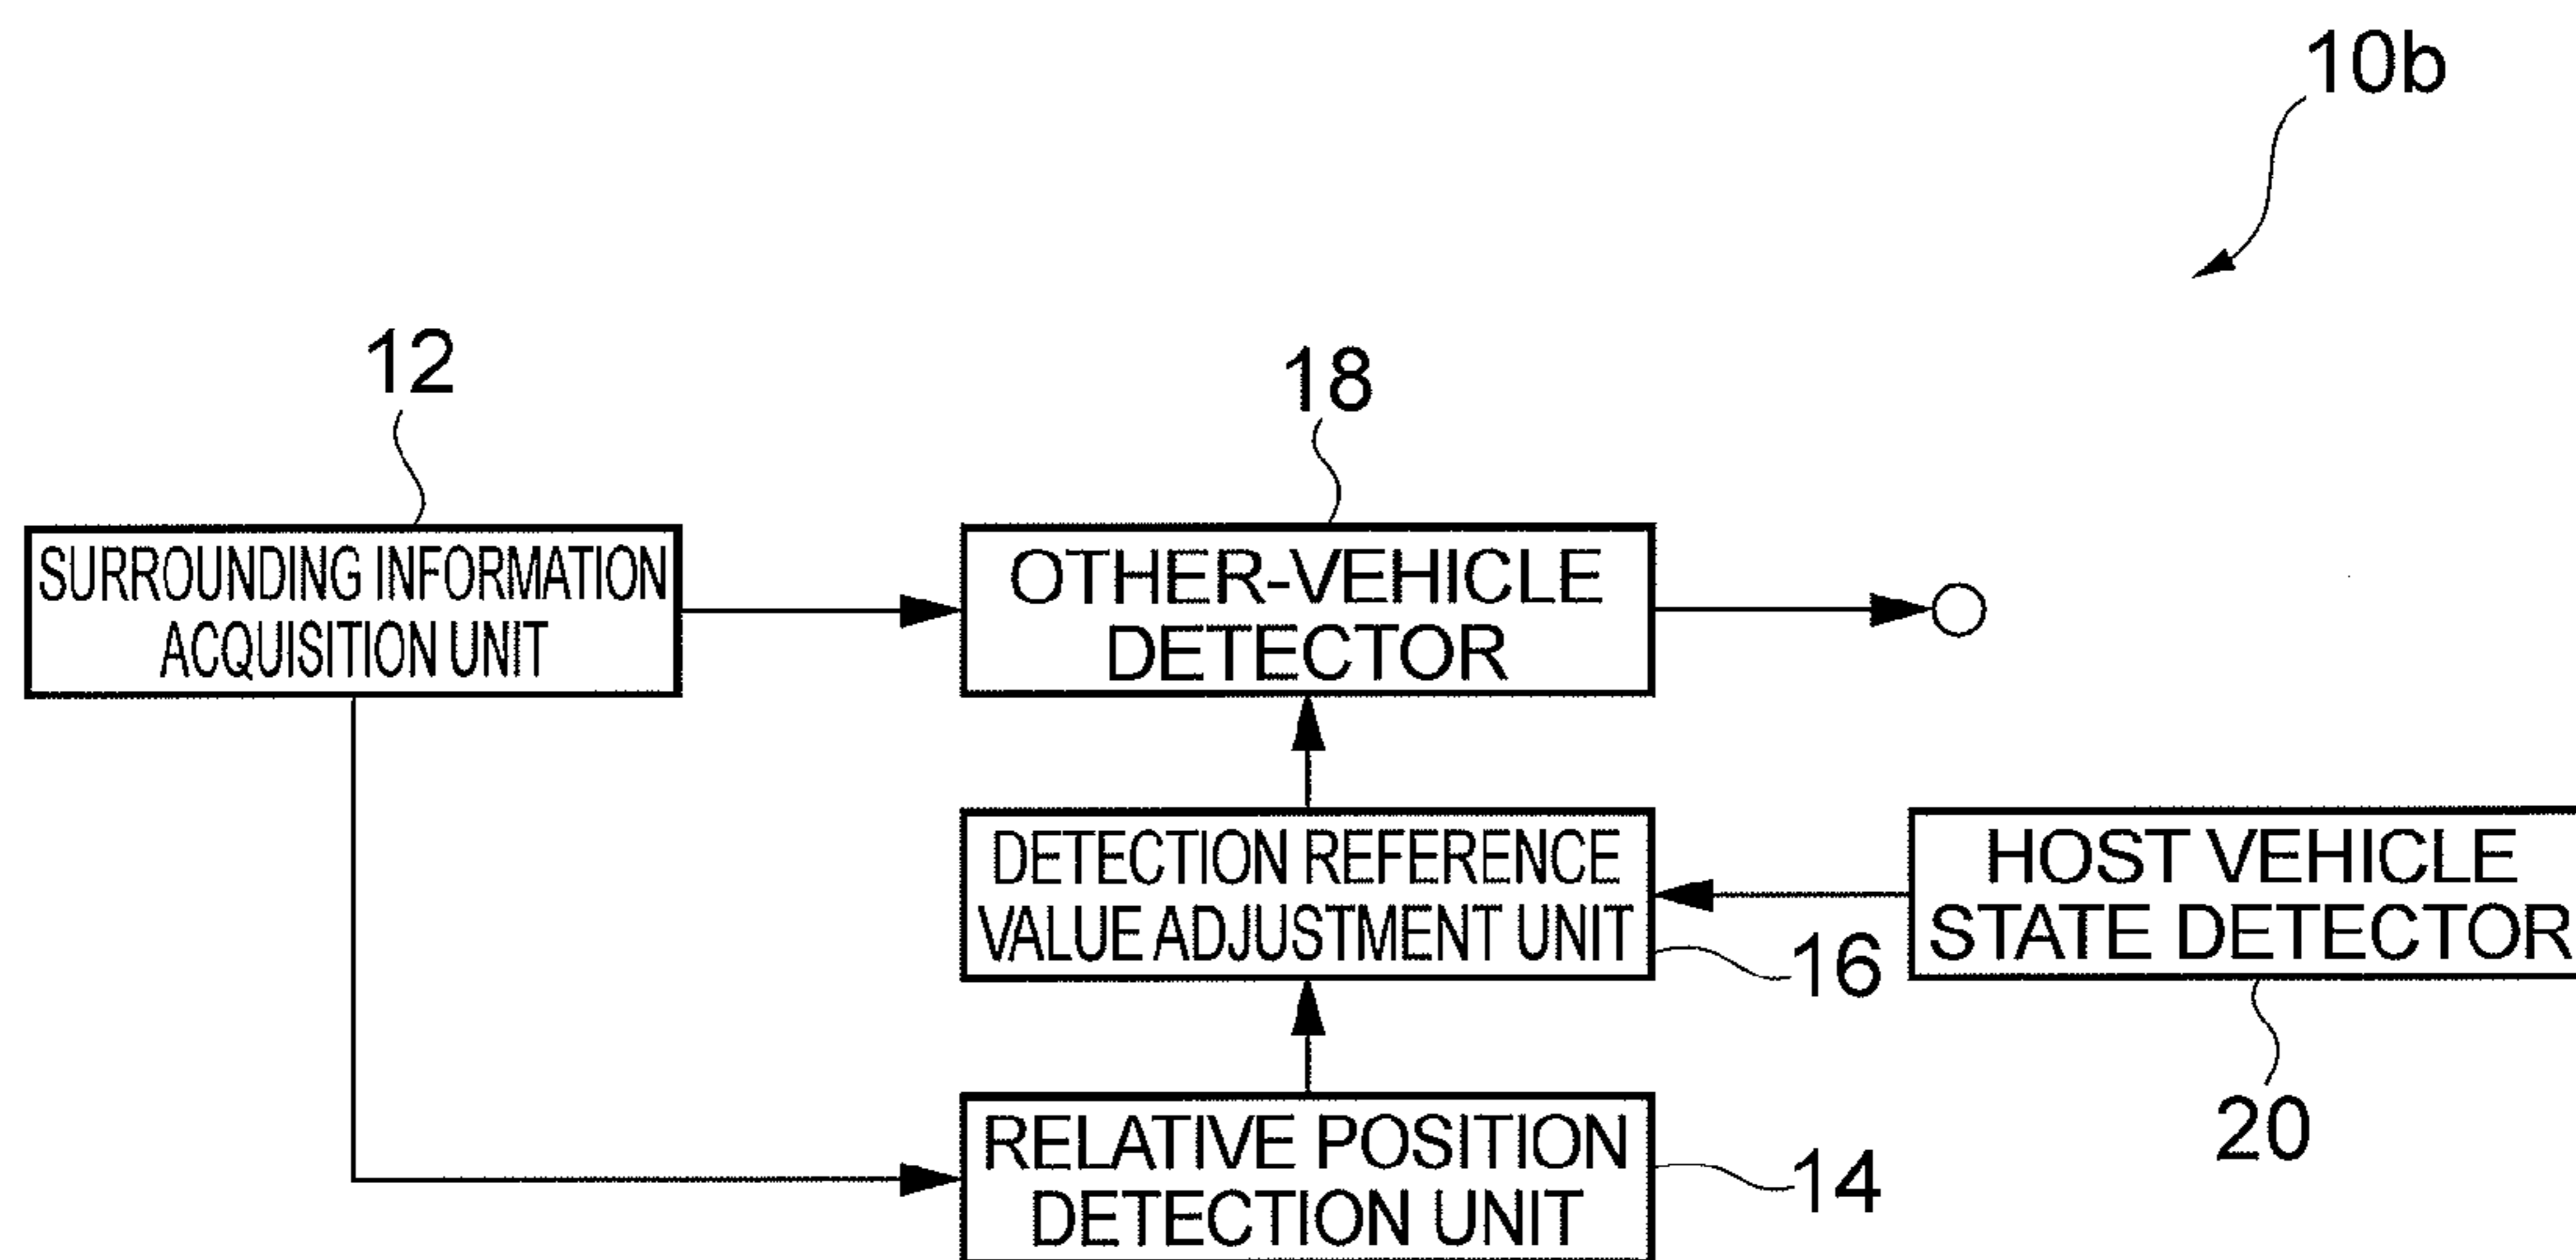 10b
12
18
SURROUNDING INFORMATION
ACQUISITION UNIT
OTHER-VEHICLE
DETECTOR
DETECTION REFERENCE
VALUE ADJUSTMENT UNIT
16
HOST VEHICLE
STATE DETECTOR
20
RELATIVE POSITION
DETECTION UNIT
14